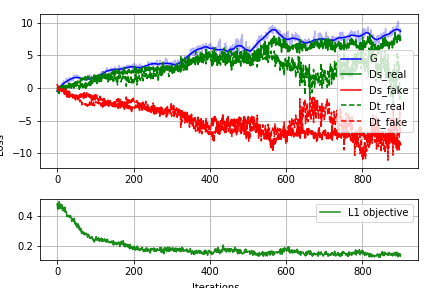 10
5
0
−5
−10
Loss
0
200
400
600
800
G
Ds_real
Ds_fake
Dt_real
Dt_fake
0.4
0.2
L1 objective
0
200
400
600
800
Iterations